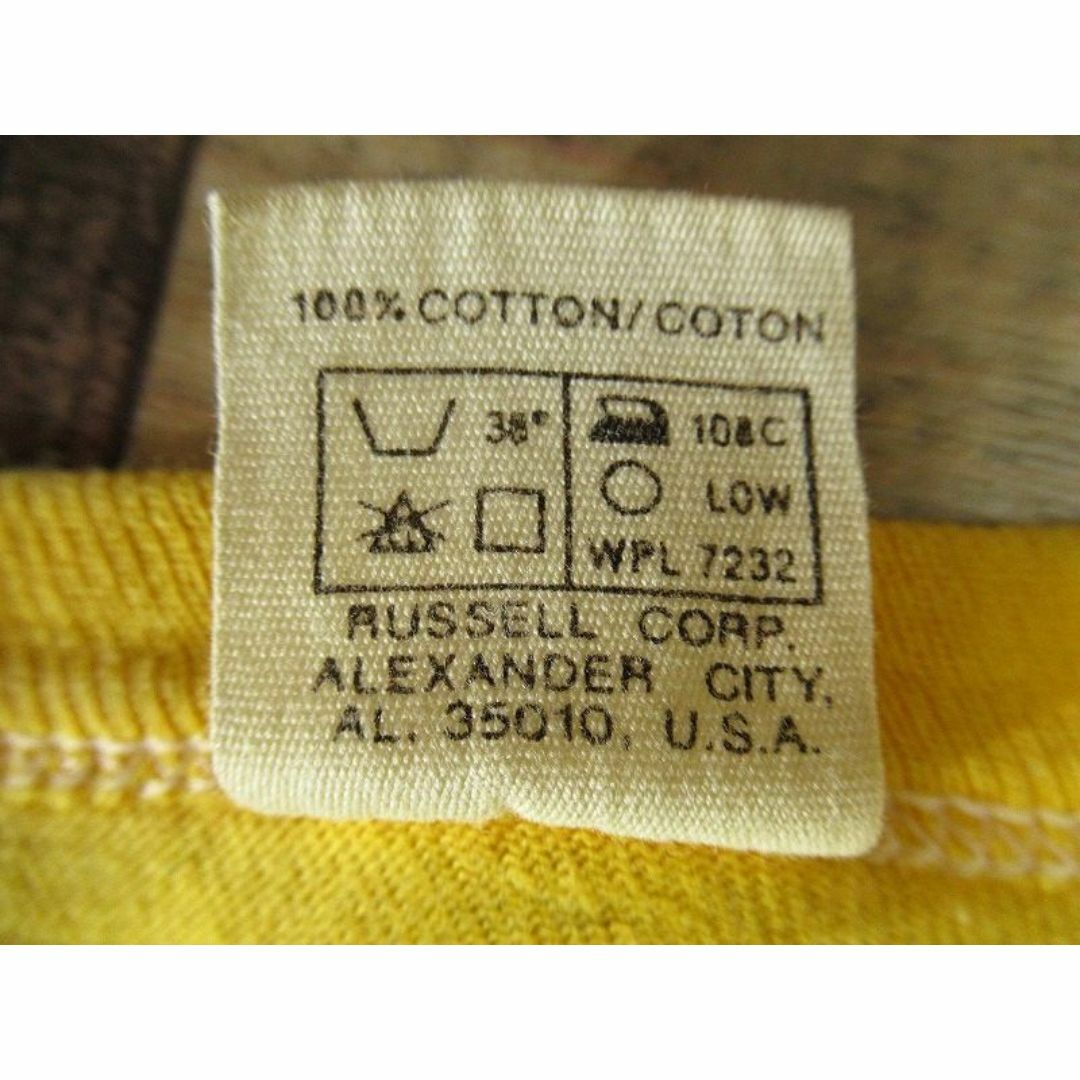 100% COTTON/COTON
38°
108C
LOW
WPL 7232
RUSSELL CORP.
ALEXANDER CITY,
AL. 35010, U.S.A.